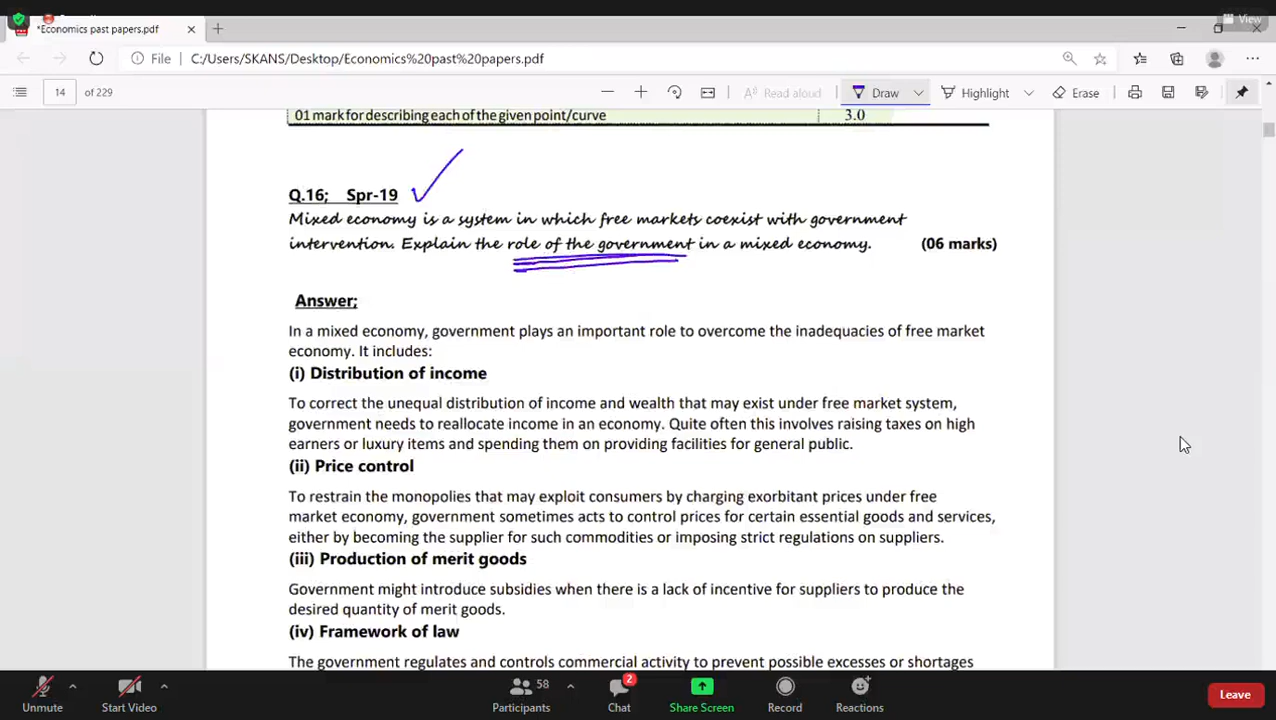 View
*Economics past papers.pdf
File C:/Users/SKANS/Desktop/Economics%20past%20papers.pdf
14 of 229 Read aloud Draw Highlight Erase
01 mark for describing each of the given point/curve 3.0
Q.16; Spr-19
Mixed economy is a system in which free markets coexist with government
intervention. Explain the role of the government in a mixed economy. (06 marks)
Answer;
In a mixed economy, government plays an important role to overcome the inadequacies of free market
economy. It includes:
(i) Distribution of income
To correct the unequal distribution of income and wealth that may exist under free market system,
government needs to reallocate income in an economy. Quite often this involves raising taxes on high
earners or luxury items and spending them on providing facilities for general public.
(ii) Price control
To restrain the monopolies that may exploit consumers by charging exorbitant prices under free
market economy, government sometimes acts to control prices for certain essential goods and services,
either by becoming the supplier for such commodities or imposing strict regulations on suppliers.
(iii) Production of merit goods
Government might introduce subsidies when there is a lack of incentive for suppliers to produce the
desired quantity of merit goods.
(iv) Framework of law
The government regulates and controls commercial activity to prevent possible excesses or shortages
58 2
Unmute Start Video Participants Chat Share Screen Record Reactions Leave